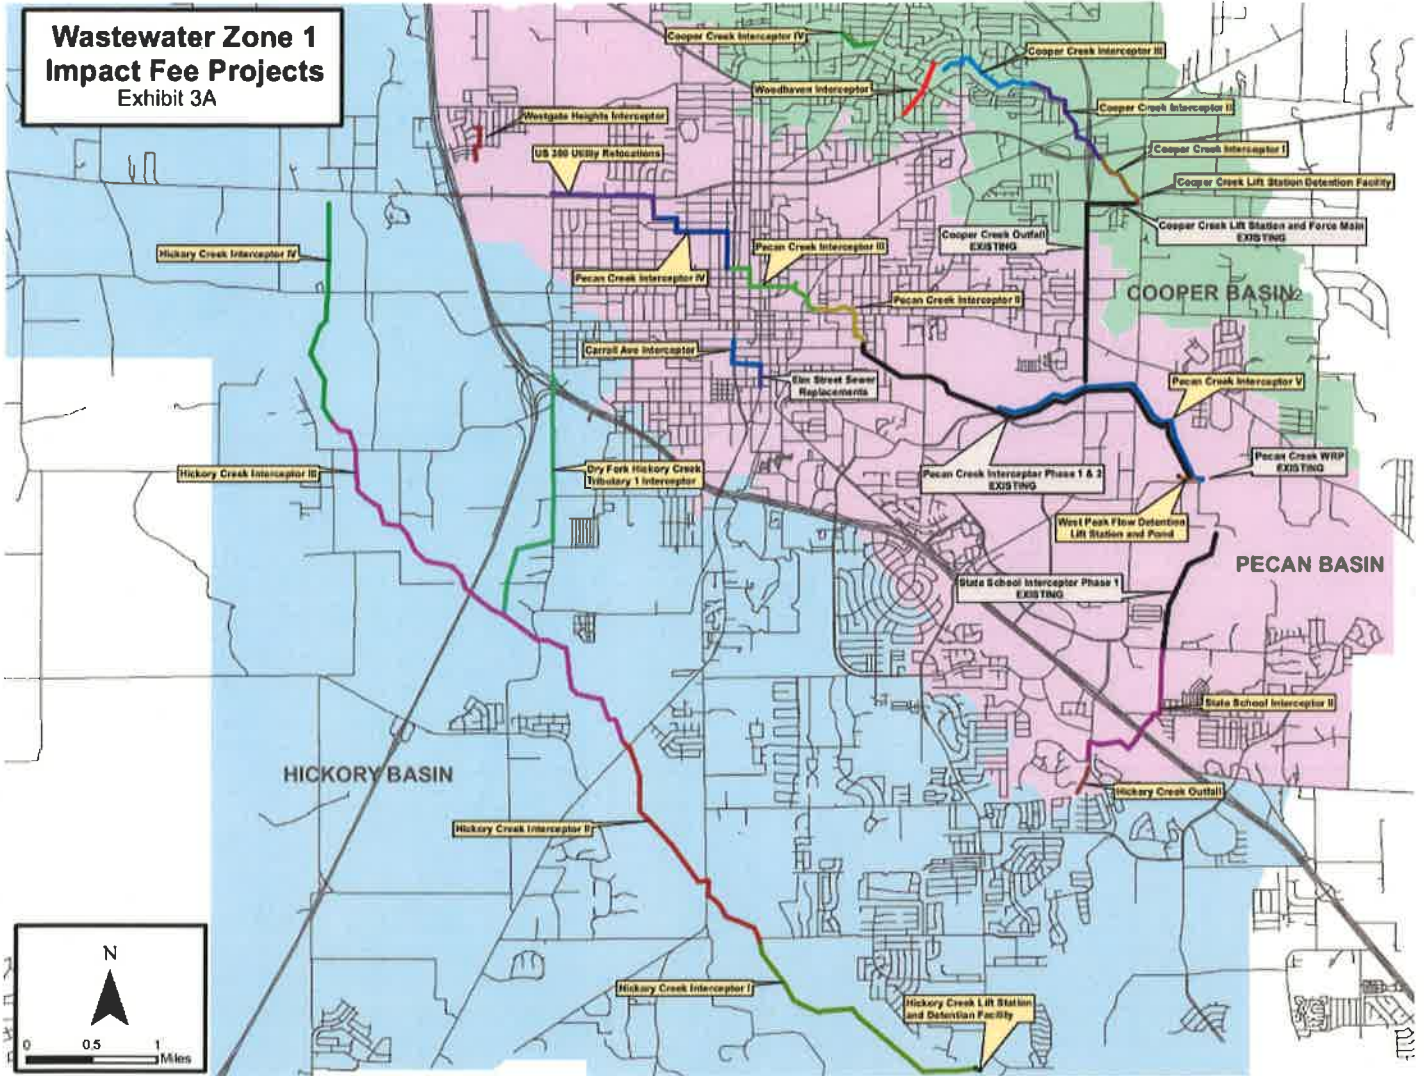 Wastewater Zone 1
Impact Fee Projects
Exhibit 3A
Cooper Creek Interceptor IV
Cooper Creek Interceptor III
Woodhaven Interceptor
Cooper Creek Interceptor II
Westgate Heights Interceptor
US 380 Utility Relocations
Cooper Creek Interceptor I
Cooper Creek Lift Station Detention Facility
Cooper Creek Outfall
EXISTING
Cooper Creek Lift Station and Force Main
EXISTING
Hickory Creek Interceptor IV
Pecan Creek Interceptor III
Pecan Creek Interceptor IV
Pecan Creek Interceptor II
COOPER BASIN
Carroll Ave Interceptor
Elm Street Sewer
Replacements
Pecan Creek Interceptor V
Hickory Creek Interceptor III
Dry Fork Hickory Creek
Tributary 1 Interceptor
Pecan Creek Interceptor Phase 1 & 2
EXISTING
Pecan Creek WRP
EXISTING
West Peak Flow Detention
Lift Station and Pond
PECAN BASIN
State School Interceptor Phase 1
EXISTING
State School Interceptor II
HICKORY BASIN
Hickory Creek Outfall
Hickory Creek Interceptor II
Hickory Creek Interceptor I
Hickory Creek Lift Station
and Detention Facility
N
0 0.5 1
Miles